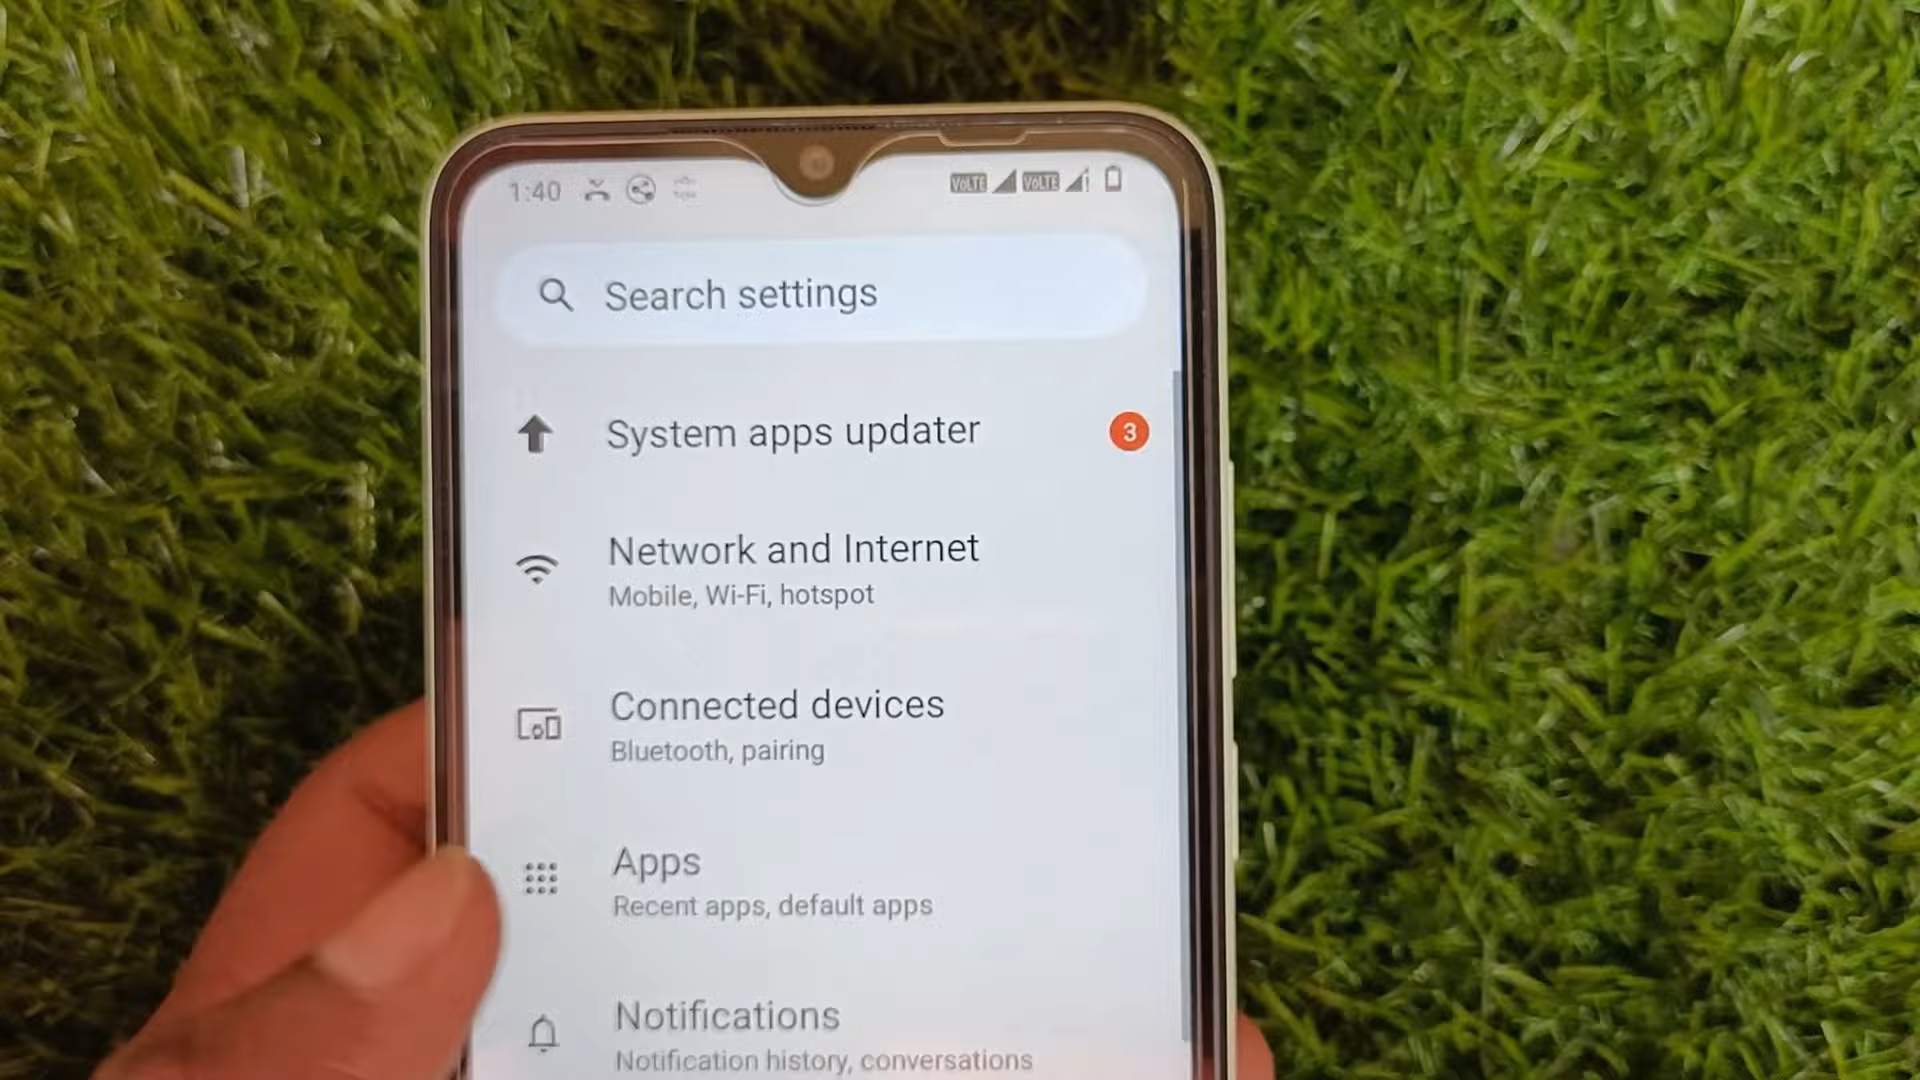 1:40 VoLTE VoLTE
Search settings
System apps updater 3
Network and Internet
Mobile, Wi-Fi, hotspot
Connected devices
Bluetooth, pairing
Apps
Recent apps, default apps
Notifications
Notification history, conversations